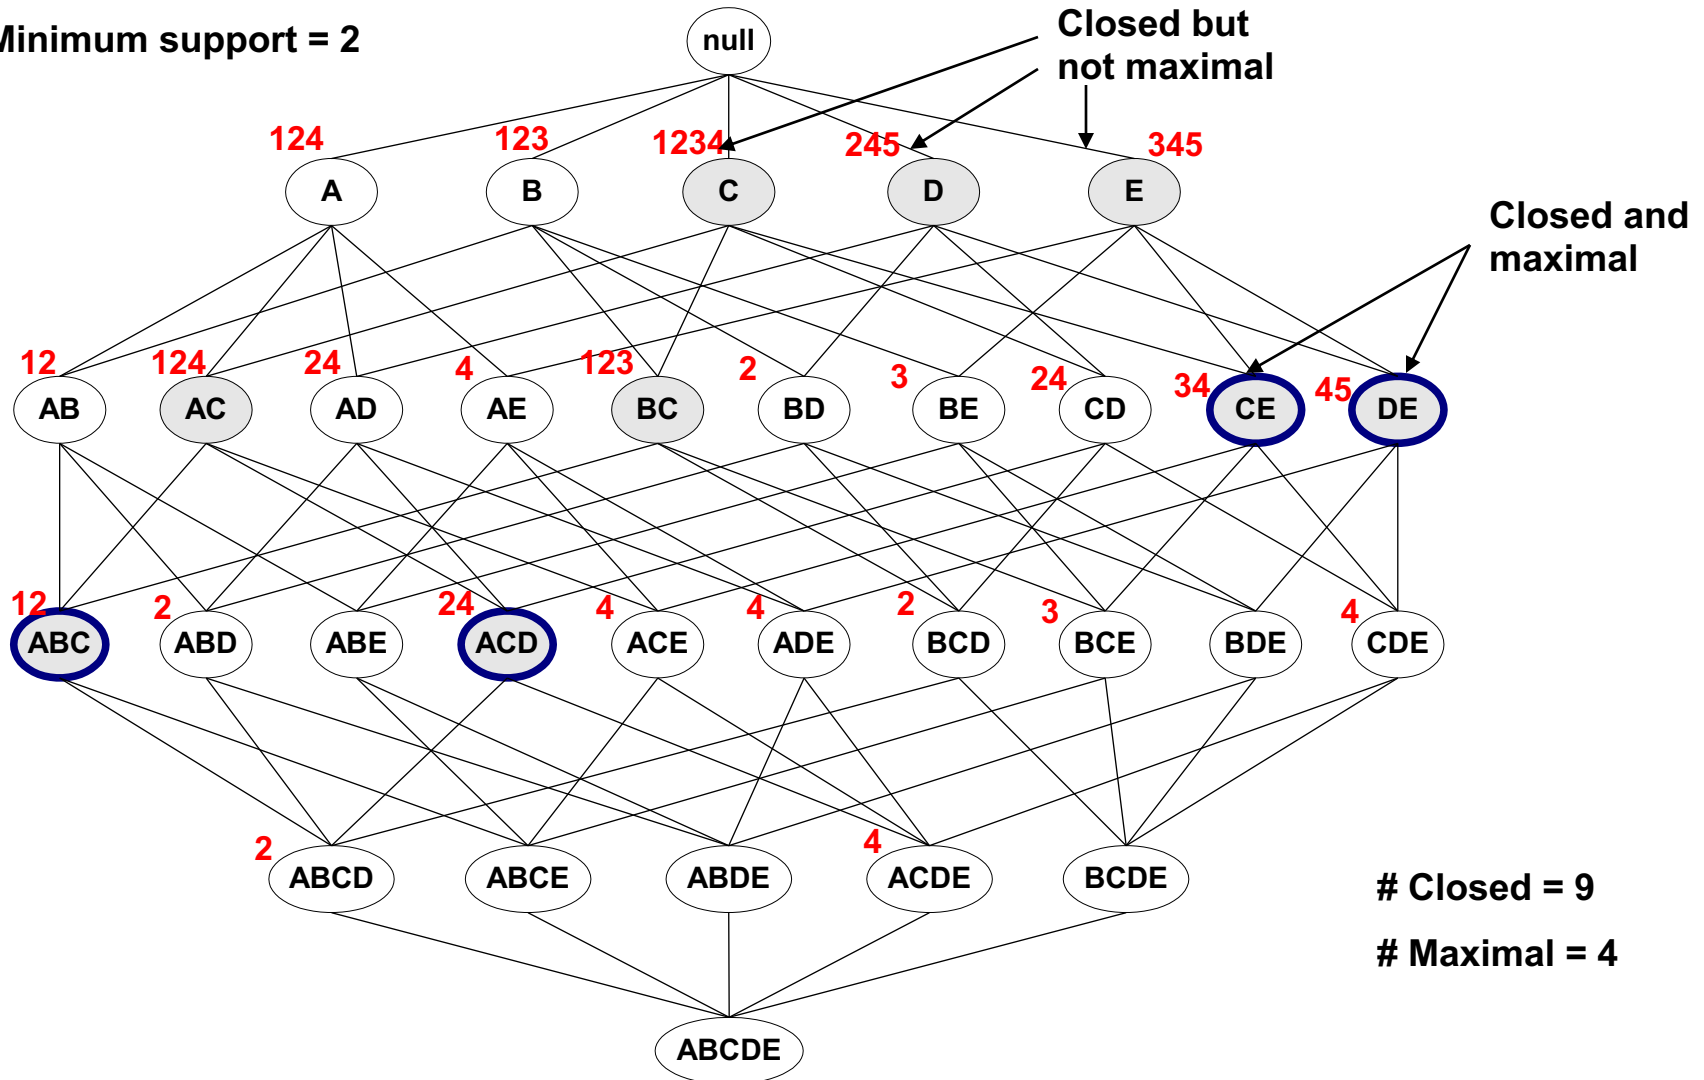 Minimum support = 2
null
Closed but
not maximal
124 123 1234 245 345
A B C D E
Closed and
maximal
12 124 24 4 123 2 3 24 34 45
AB AC AD AE BC BD BE CD CE DE
12 2 24 4 4 2 3 4
ABC ABD ABE ACD ACE ADE BCD BCE BDE CDE
2 4
ABCD ABCE ABDE ACDE BCDE
# Closed = 9
# Maximal = 4
ABCDE